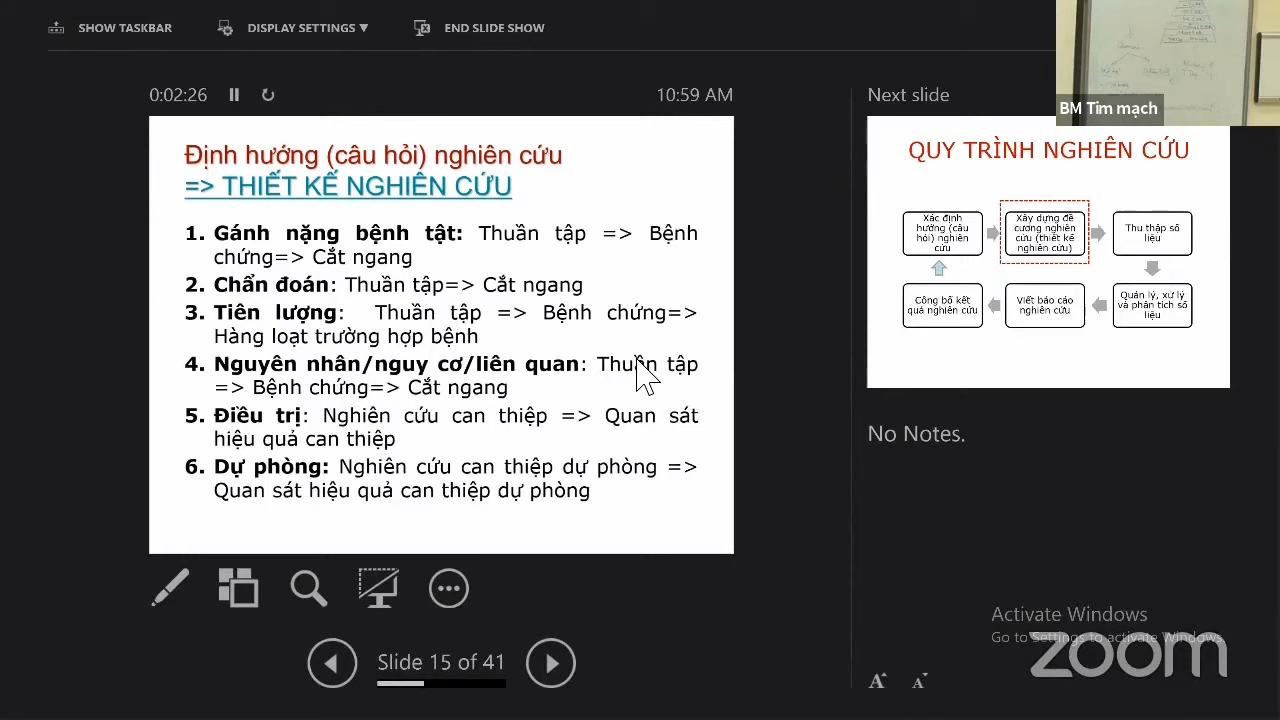 SHOW TASKBAR
DISPLAY SETTINGS ▼
END SLIDE SHOW
BM Tim mạch
0:02:26
10:59 AM
Next slide
Định hướng (câu hỏi) nghiên cứu
=> THIẾT KẾ NGHIÊN CỨU
1. Gánh nặng bệnh tật: Thuần tập => Bệnh
chứng=> Cắt ngang
2. Chẩn đoán: Thuần tập=> Cắt ngang
3. Tiên lượng: Thuần tập => Bệnh chứng=>
Hàng loạt trường hợp bệnh
4. Nguyên nhân/nguy cơ/liên quan: Thuần tập
=> Bệnh chứng=> Cắt ngang
5. Điều trị: Nghiên cứu can thiệp => Quan sát
hiệu quả can thiệp
6. Dự phòng: Nghiên cứu can thiệp dự phòng =>
Quan sát hiệu quả can thiệp dự phòng
QUY TRÌNH NGHIÊN CỨU
Xác định
hướng (câu
hỏi) nghiên
cứu
Xây dựng đề
cương nghiên
cứu (thiết kế
nghiên cứu)
Thu thập số
liệu
Công bố kết
quả nghiên cứu
Viết báo cáo
nghiên cứu
Quản lý, xử lý
và phân tích số
liệu
No Notes.
Slide 15 of 41
Activate Windows
Go to Settings to activate Windows.
zoom
A A